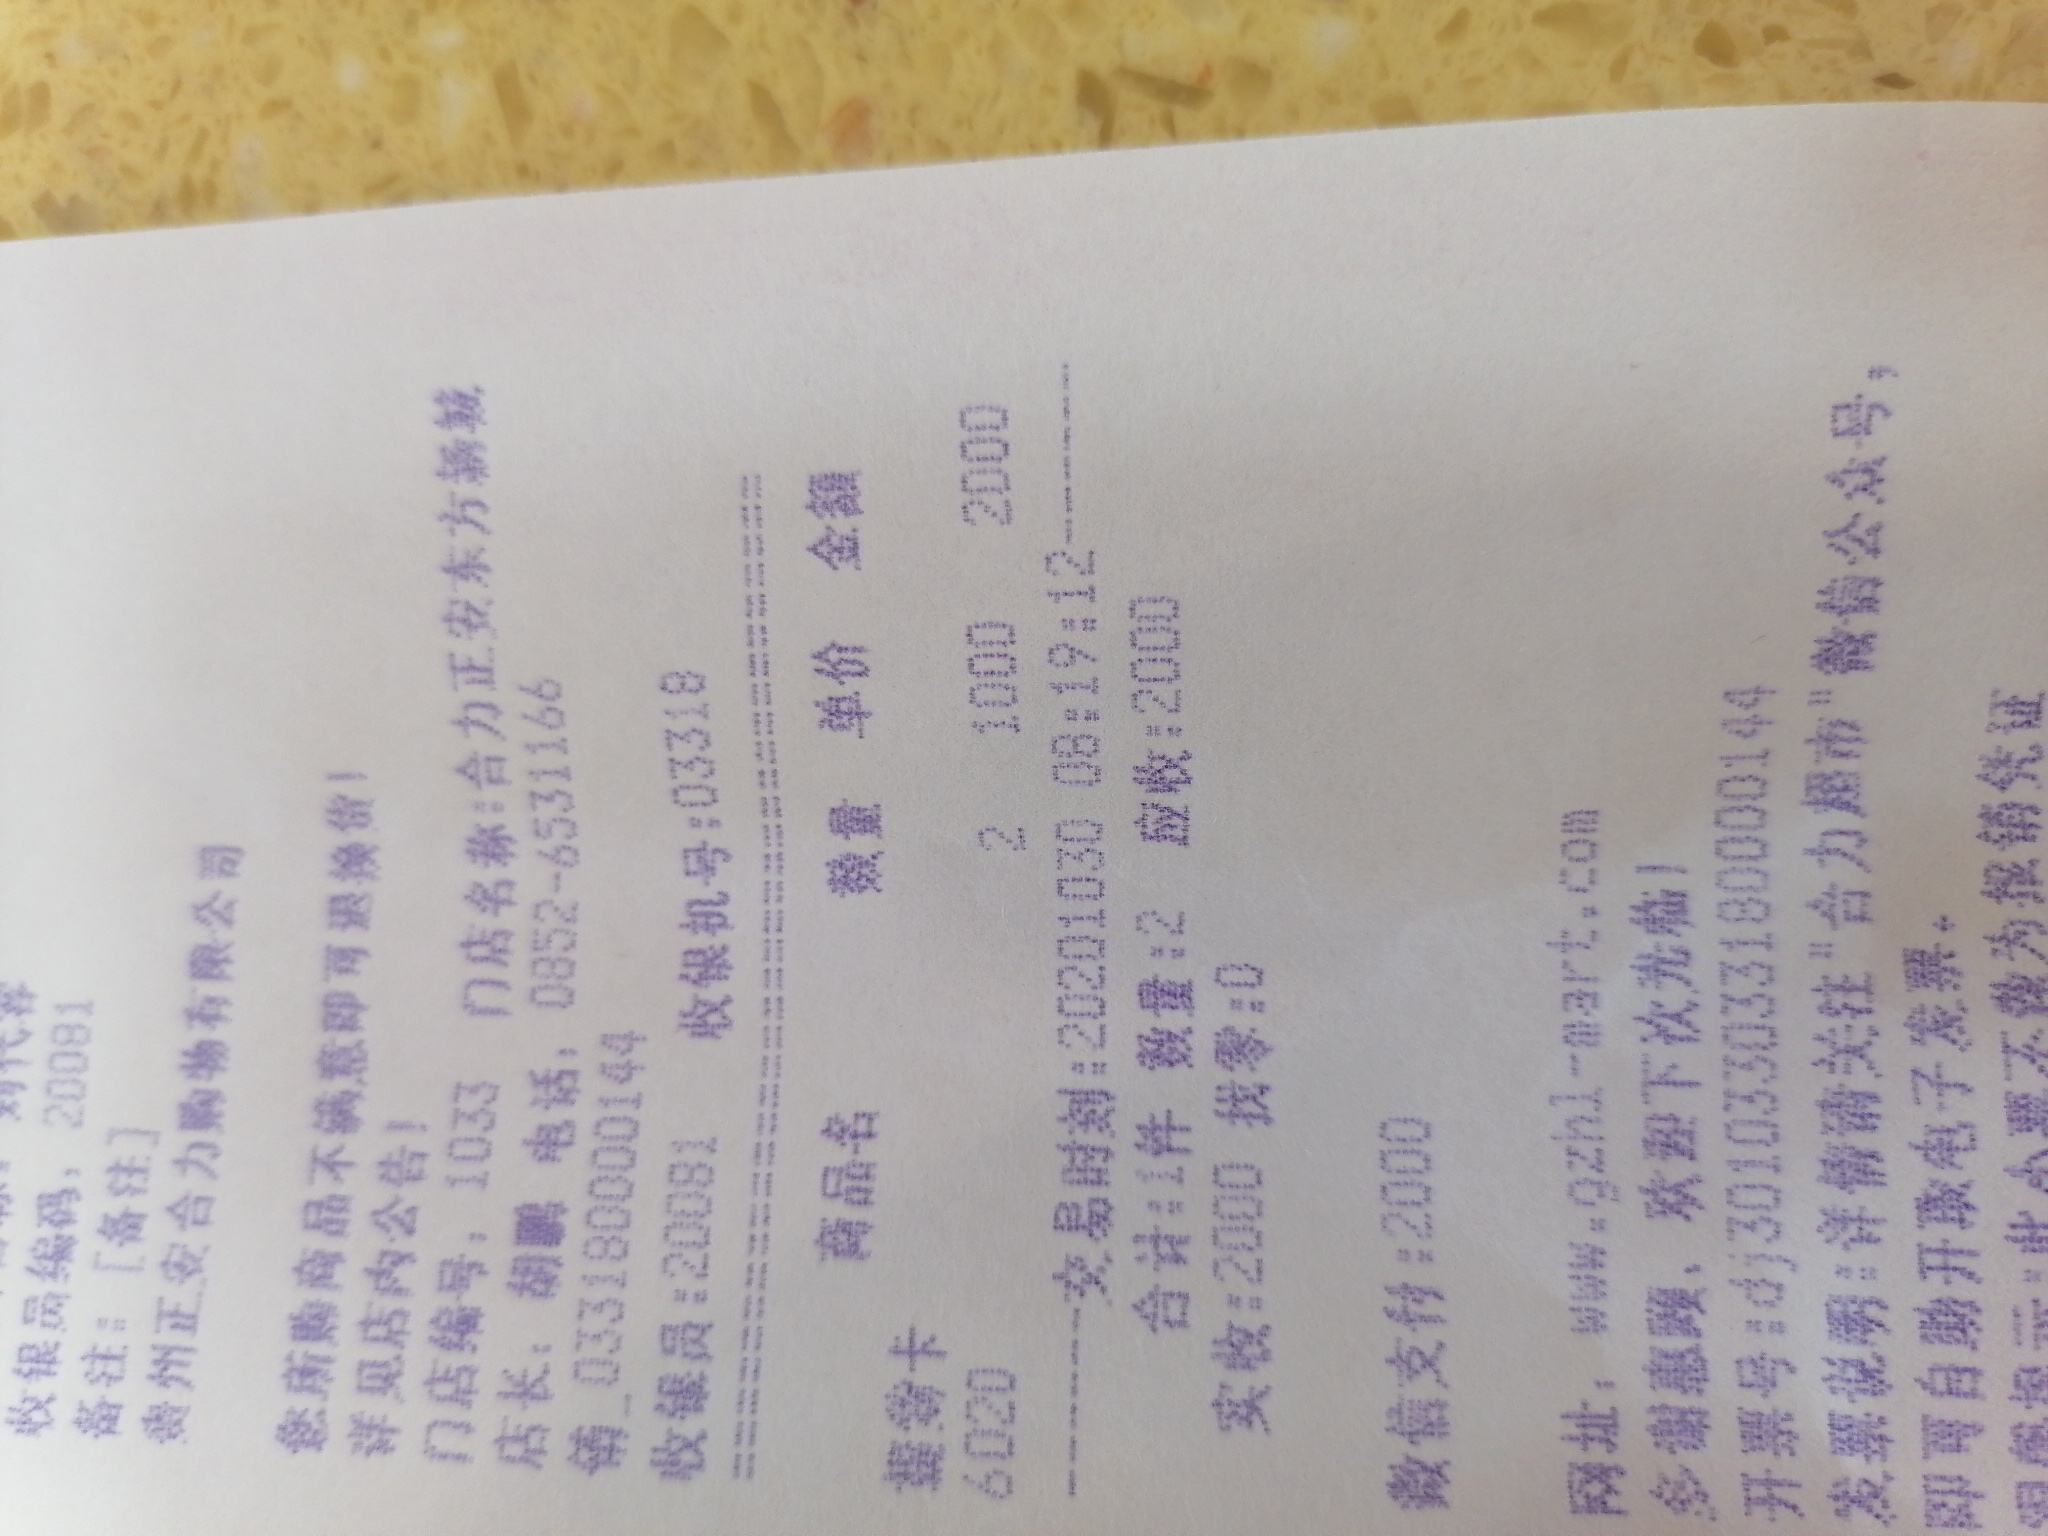 收银员编码：20081
备注：[备注]
贵州正安合力购物有限公司
您所购商品不满意即可退换货！
详见店内公告！
门店编号：1033 门店名称:合力正安东方新城
店长：胡鹏 电话：0852-6531166
销_033180000144
收银员:20081 收银机号:03318
==========================================
商品名 数量 单价 金额
提货卡
6020 2 1000 2000
--------交易时刻:20201030 08:19:12--------
合计:1件 数量:2 应收:2000
实收:2000 找零:0
微信支付:2000
网址：www.gzhl-mart.com
多谢惠顾、欢迎下次光临！
开票号:dj301033033180000144
发票说明:详情请关注"合力超市"微信公众号，
即可自助开具电子发票。
温馨提示:此小票不做为报销凭证